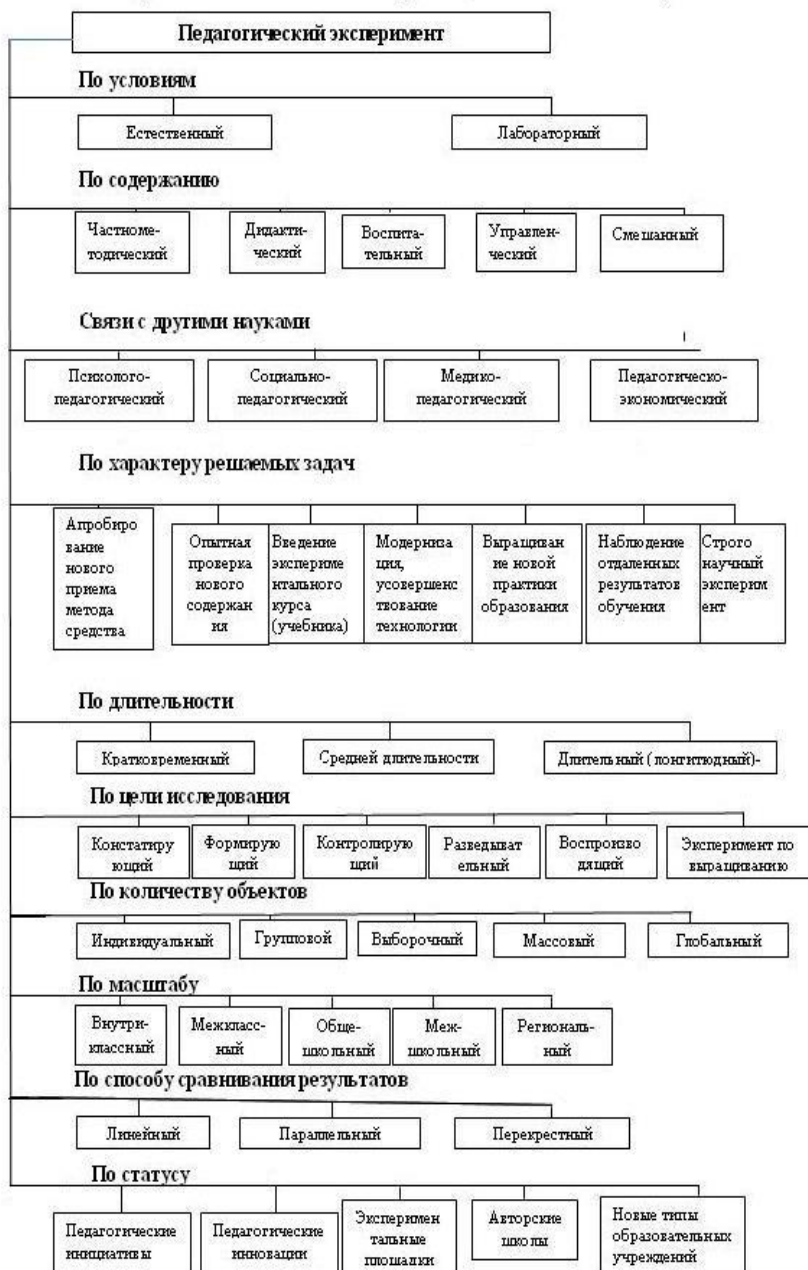 Педагогический эксперимент
По условиям
Естественный
Лабораторный
По содержанию
Частноме-
тодический
Дидакти-
ческий
Воспита-
тельный
Управлен-
ческий
Смешанный
Связи с другими науками
Психолого-
педагогический
Социально-
педагогический
Медико-
педагогический
Педагогическо-
экономический
По характеру решаемых задач
Апробиро
вание
нового
приема
метода
средства
Опытная
проверка
нового
содержан
ия
Введение
экспериме
нтального
курса
(учебника)
Модерниза
ция,
усовершенс
твование
технологии
Выращиван
ие новой
практики
образования
Наблюдение
отдаленных
результатов
обучения
Строго
научный
эксперим
ент
По длительности
Кратковременный
Средней длительности
Длительный (лонгитюдный)-
По цели исследования
Констатиру
ющий
Формирую
щий
Контролирую
щий
Разведыват
ельный
Воспроизво
дящий
Эксперимент по
выращиванию
По количеству объектов
Индивидуальный
Групповой
Выборочный
Массовый
Глобальный
По масштабу
Внутри-
классный
Межкласс-
ный
Обще-
школьный
Меж-
школьный
Региональ-
ный
По способу сравнивания результатов
Линейный
Параллельный
Перекрестный
По статусу
Педагогические
инициативы
Педагогические
инновации
Эксперимен
тальные
площадки
Авторские
школы
Новые типы
образовательных
учреждений